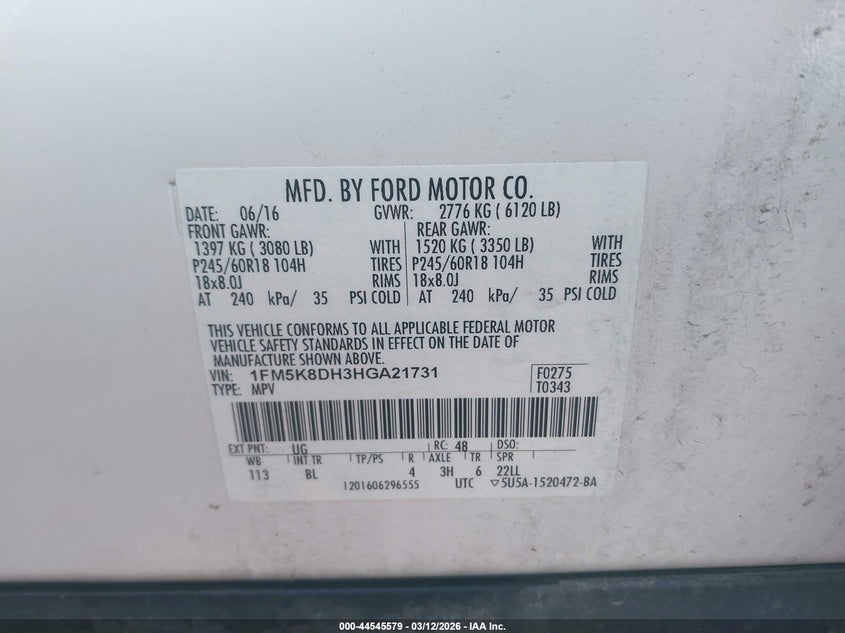 MFD. BY FORD MOTOR CO.
DATE: 06/16 GVWR: 2776 KG ( 6120 LB)
FRONT GAWR: REAR GAWR:
1397 KG ( 3080 LB) WITH 1520 KG ( 3350 LB) WITH
P245/60R18 104H TIRES P245/60R18 104H TIRES
18x8.0J RIMS 18x8.0J RIMS
AT 240 kPa/ 35 PSI COLD AT 240 kPa/ 35 PSI COLD
THIS VEHICLE CONFORMS TO ALL APPLICABLE FEDERAL MOTOR
VEHICLE SAFETY STANDARDS IN EFFECT ON THE DATE OF
MANUFACTURE SHOWN ABOVE.
VIN: 1FM5K8DH3HGA21731 F0275
TYPE: MPV T0343
EXT PNT: UG RC: 48 DSO:
WB INT TR TP/PS R AXLE TR SPR
113 BL 4 3H 6 22LL
1201606296555 UTC ▽5U5A-1520472-BA
000-44545579 — 03/12/2026 — IAA Inc.